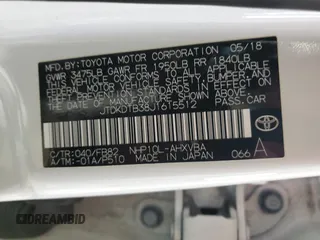 MFD.BY:TOYOTA MOTOR CORPORATION 05/18
GVWR 3475LB GAWR FR 1950LB RR 1840LB
THIS VEHICLE CONFORMS TO ALL APPLICABLE
FEDERAL MOTOR VEHICLE SAFETY, BUMPER, AND
THEFT PREVENTION STANDARDS IN EFFECT ON
THE DATE OF MANUFACTURE SHOWN ABOVE.
JTDKDTB38J1615512 PASS.CAR
C/TR:040/FB82 NHP10L-AHXVBA
A/TM:-01A/P510 MADE IN JAPAN 066 A
TOYOTA
DREAMBID